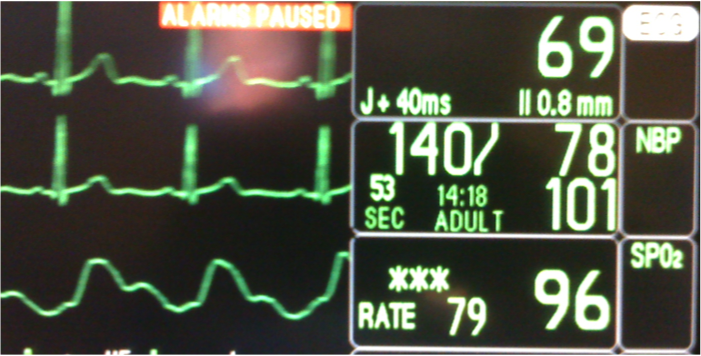 ALARMS PAUSED
69
ECG
J + 40ms
II 0.8 mm
140/ 78
NBP
53
14:18
101
SEC
ADULT
SPO₂
***
96
RATE 79